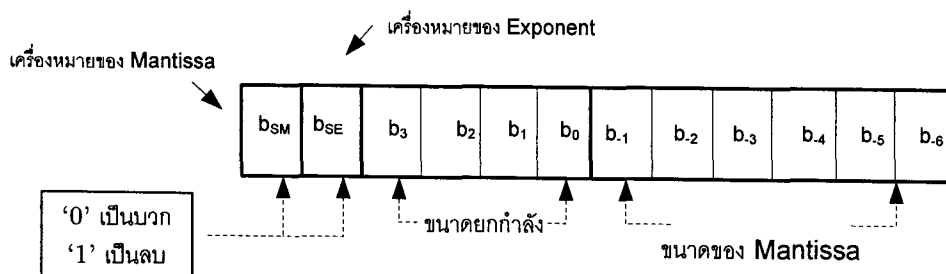 เครื่องหมายของ Exponent
เครื่องหมายของ Mantissa
bSM bSE b3 b2 b1 b0 b-1 b-2 b-3 b-4 b-5 b-6
'0' เป็นบวก
'1' เป็นลบ
ขนาดยกกำลัง
ขนาดของ Mantissa